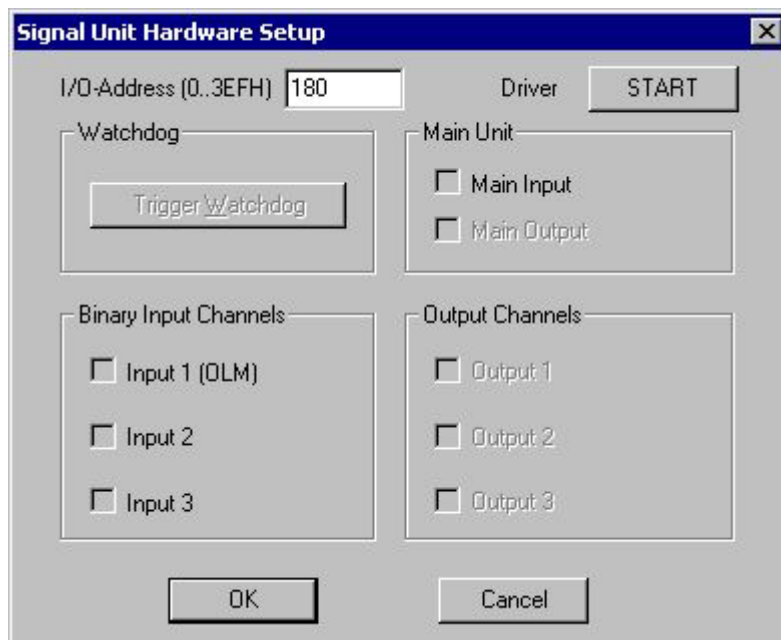 Signal Unit Hardware Setup
I/O-Address (0..3EFH) 180 Driver START
Watchdog
Trigger Watchdog
Main Unit
Main Input
Main Output
Binary Input Channels
Input 1 (OLM)
Input 2
Input 3
Output Channels
Output 1
Output 2
Output 3
OK Cancel